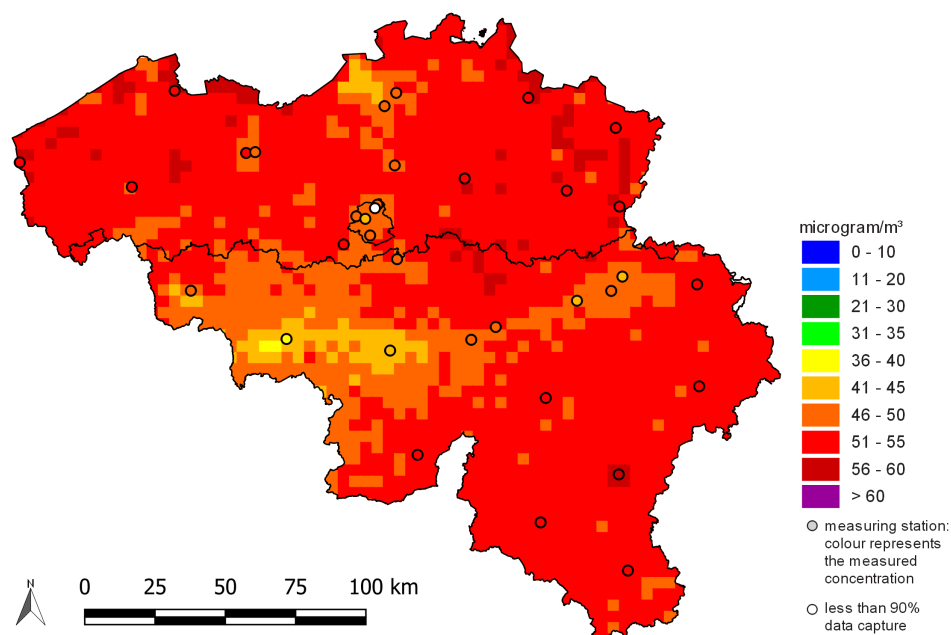 microgram/m³
0 - 10
11 - 20
21 - 30
31 - 35
36 - 40
41 - 45
46 - 50
51 - 55
56 - 60
> 60
measuring station:
colour represents
the measured
concentration
less than 90%
data capture
N
0 25 50 75 100 km